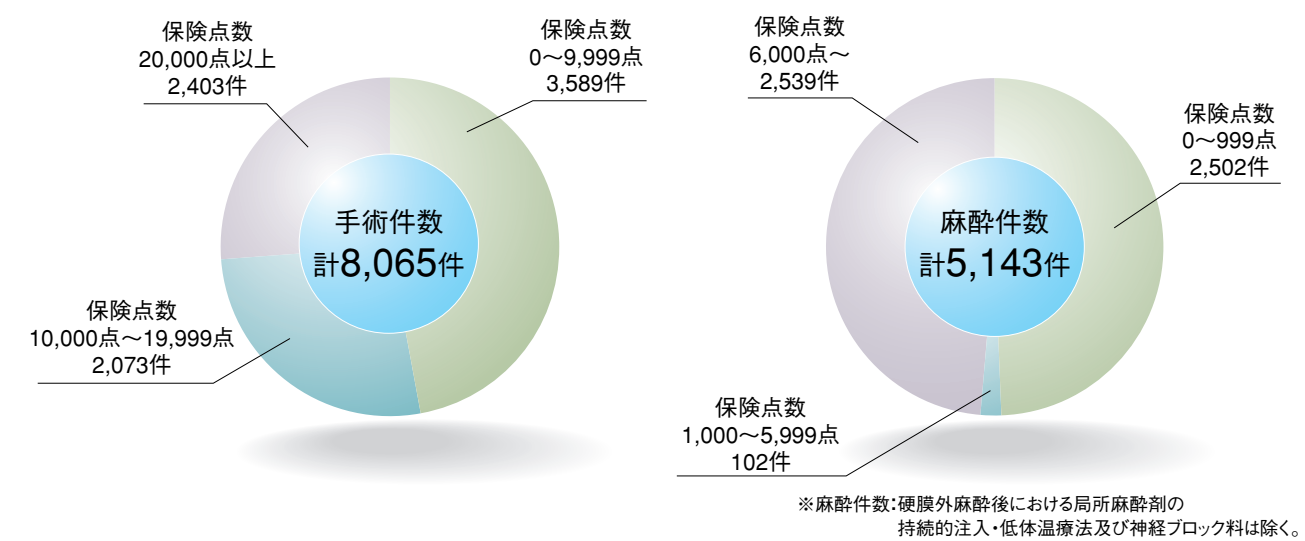 保険点数
20,000点以上
2,403件
保険点数
0〜9,999点
3,589件
手術件数
計8,065件
保険点数
10,000点〜19,999点
2,073件
保険点数
6,000点〜
2,539件
保険点数
0〜999点
2,502件
麻酔件数
計5,143件
保険点数
1,000〜5,999点
102件
※麻酔件数:硬膜外麻酔後における局所麻酔剤の
持続的注入・低体温療法及び神経ブロック料は除く。